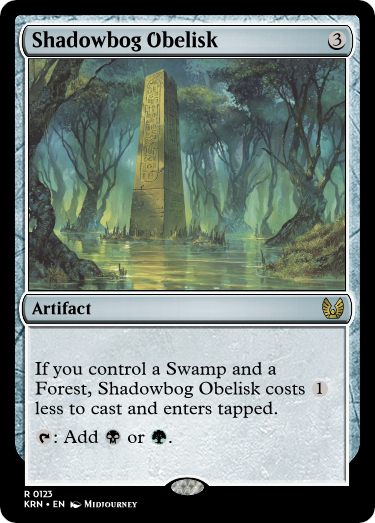 Shadowbog Obelisk 3
Artifact
If you control a Swamp and a
Forest, Shadowbog Obelisk costs 1
less to cast and enters tapped.
: Add or .
R 0123
KRN • EN Midjourney